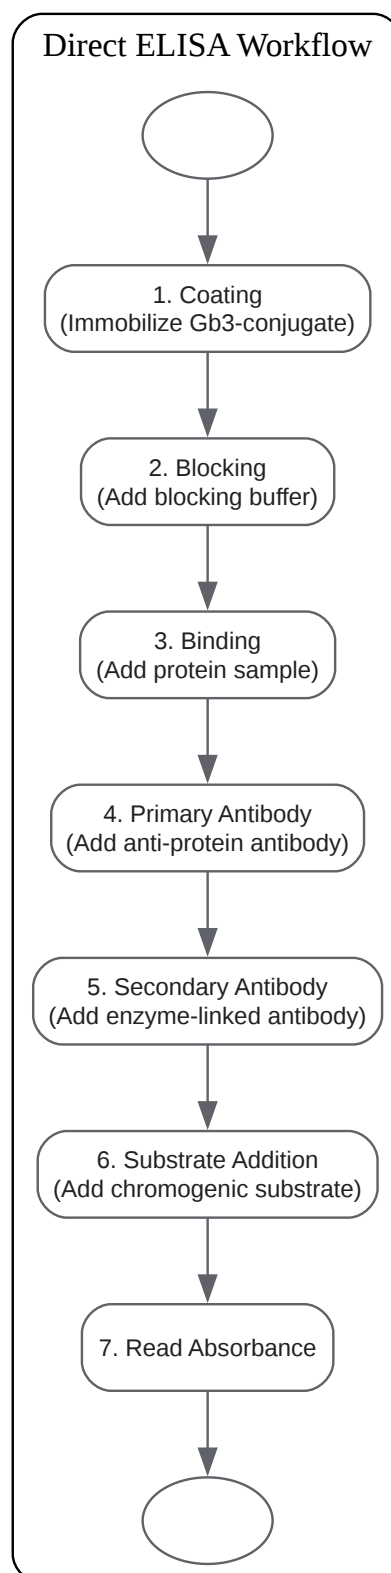 Direct ELISA Workflow
1. Coating
(Immobilize Gb3-conjugate)
2. Blocking
(Add blocking buffer)
3. Binding
(Add protein sample)
4. Primary Antibody
(Add anti-protein antibody)
5. Secondary Antibody
(Add enzyme-linked antibody)
6. Substrate Addition
(Add chromogenic substrate)
7. Read Absorbance